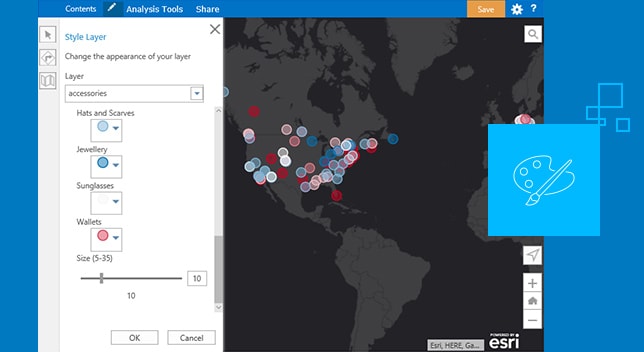 Contents Analysis Tools Share Save ?
Style Layer
Change the appearance of your layer
Layer
accessories
Hats and Scarves
Jewellery
Sunglasses
Wallets
Size (5-35)
10
10
OK Cancel
Esri, HERE, Ga...
POWERED BY
esri